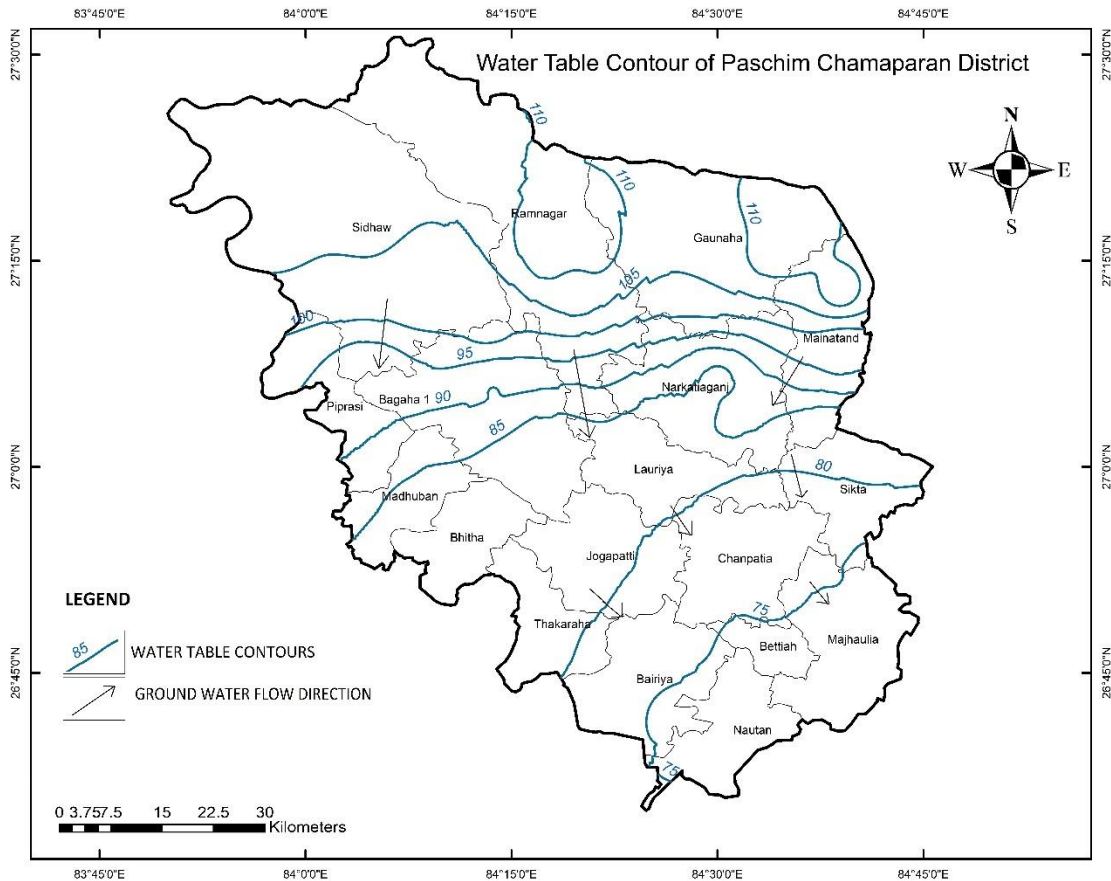 83°45'0"E 84°0'0"E 84°15'0"E 84°30'0"E 84°45'0"E
27°30'0"N
27°30'0"N
Water Table Contour of Paschim Chamaparan District
N
W E
S
110
110
110
Ramnagar
Sidhaw
Gaunaha
27°15'0"N
27°15'0"N
105
100
Mainatand
95
Narkatiaganj
90
Bagaha 1
Piprasi
85
27°0'0"N
27°0'0"N
Lauriya
80
Sikta
Madhuban
Bhitha
Jogapatti
Chanpatia
LEGEND
85
WATER TABLE CONTOURS
GROUND WATER FLOW DIRECTION
75
Thakaraha
Majhaulia
Bettiah
26°45'0"N
26°45'0"N
Bairiya
Nautan
75
0 3.75 7.5 15 22.5 30
Kilometers
83°45'0"E 84°0'0"E 84°15'0"E 84°30'0"E 84°45'0"E